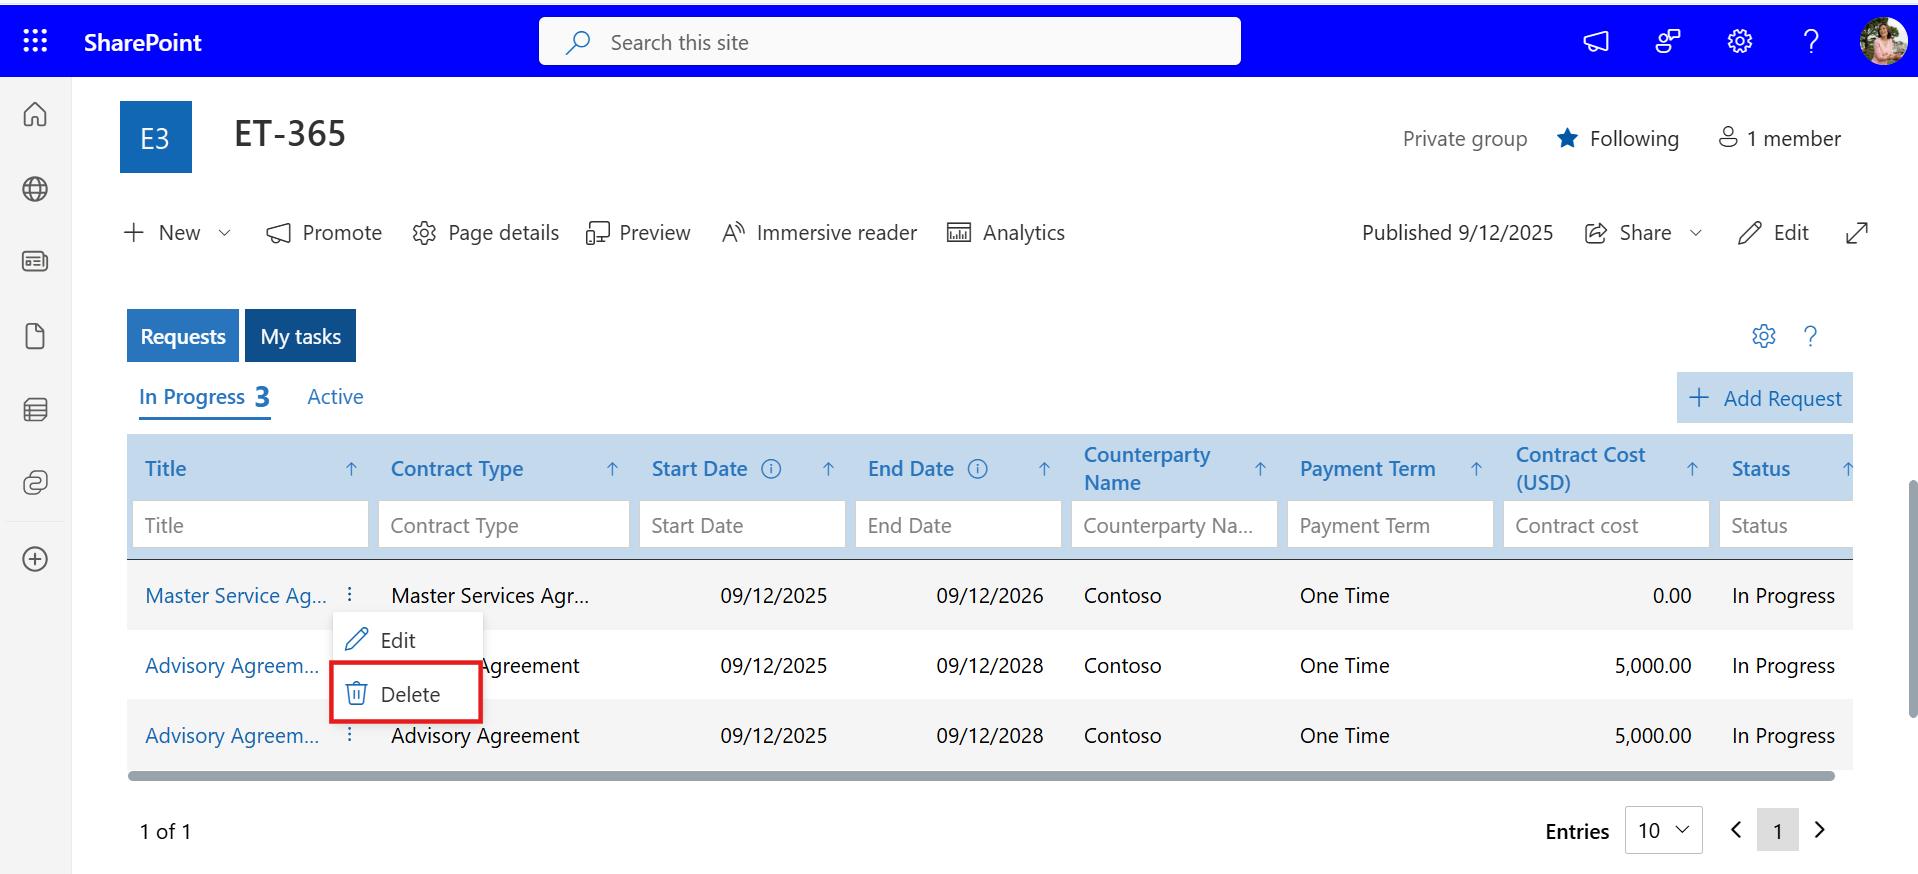 SharePoint
Search this site
E3
ET-365
Private group
Following
1 member
New
Promote
Page details
Preview
Immersive reader
Analytics
Published 9/12/2025
Share
Edit
Requests
My tasks
In Progress 3
Active
Add Request
Title
Contract Type
Start Date
End Date
Counterparty
Name
Payment Term
Contract Cost
(USD)
Status
Title
Contract Type
Start Date
End Date
Counterparty Na...
Payment Term
Contract cost
Status
Master Service Ag... Master Services Agr... 09/12/2025 09/12/2026 Contoso One Time 0.00 In Progress
Edit
Advisory Agreem... Agreement 09/12/2025 09/12/2028 Contoso One Time 5,000.00 In Progress
Delete
Advisory Agreem... Advisory Agreement 09/12/2025 09/12/2028 Contoso One Time 5,000.00 In Progress
1 of 1
Entries 10 1